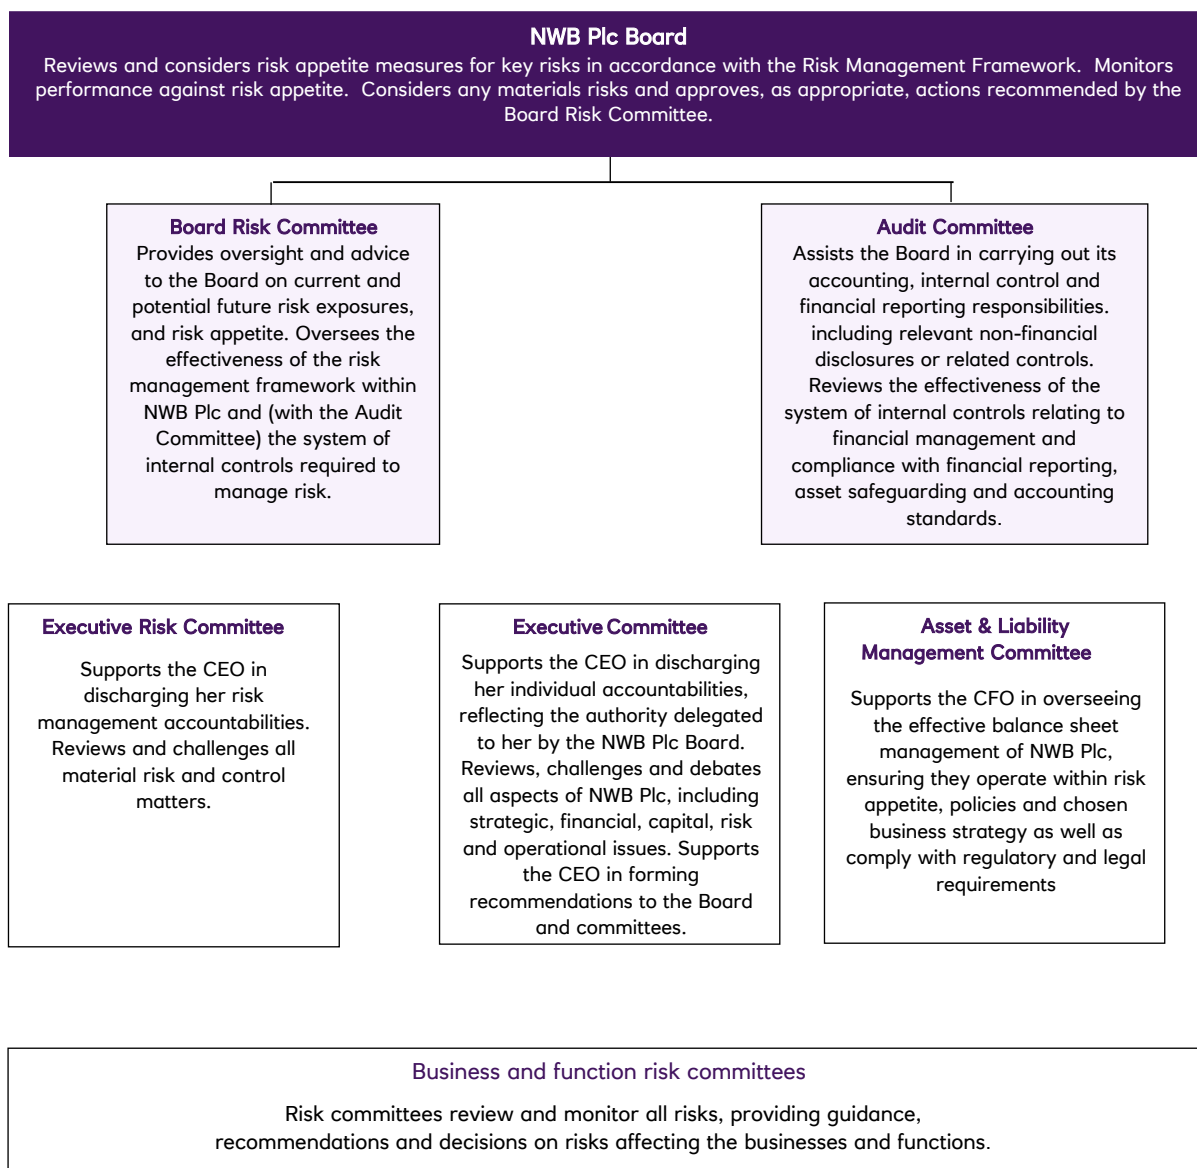 NWB Plc Board
Reviews and considers risk appetite measures for key risks in accordance with the Risk Management Framework. Monitors
performance against risk appetite. Considers any materials risks and approves, as appropriate, actions recommended by the
Board Risk Committee.
Board Risk Committee
Provides oversight and advice
to the Board on current and
potential future risk exposures,
and risk appetite. Oversees the
effectiveness of the risk
management framework within
NWB Plc and (with the Audit
Committee) the system of
internal controls required to
manage risk.
Audit Committee
Assists the Board in carrying out its
accounting, internal control and
financial reporting responsibilities.
including relevant non-financial
disclosures or related controls.
Reviews the effectiveness of the
system of internal controls relating to
financial management and
compliance with financial reporting,
asset safeguarding and accounting
standards.
Executive Risk Committee
Supports the CEO in
discharging her risk
management accountabilities.
Reviews and challenges all
material risk and control
matters.
Executive Committee
Supports the CEO in discharging
her individual accountabilities,
reflecting the authority delegated
to her by the NWB Plc Board.
Reviews, challenges and debates
all aspects of NWB Plc, including
strategic, financial, capital, risk
and operational issues. Supports
the CEO in forming
recommendations to the Board
and committees.
Asset & Liability
Management Committee
Supports the CFO in overseeing
the effective balance sheet
management of NWB Plc,
ensuring they operate within risk
appetite, policies and chosen
business strategy as well as
comply with regulatory and legal
requirements
Business and function risk committees
Risk committees review and monitor all risks, providing guidance,
recommendations and decisions on risks affecting the businesses and functions.